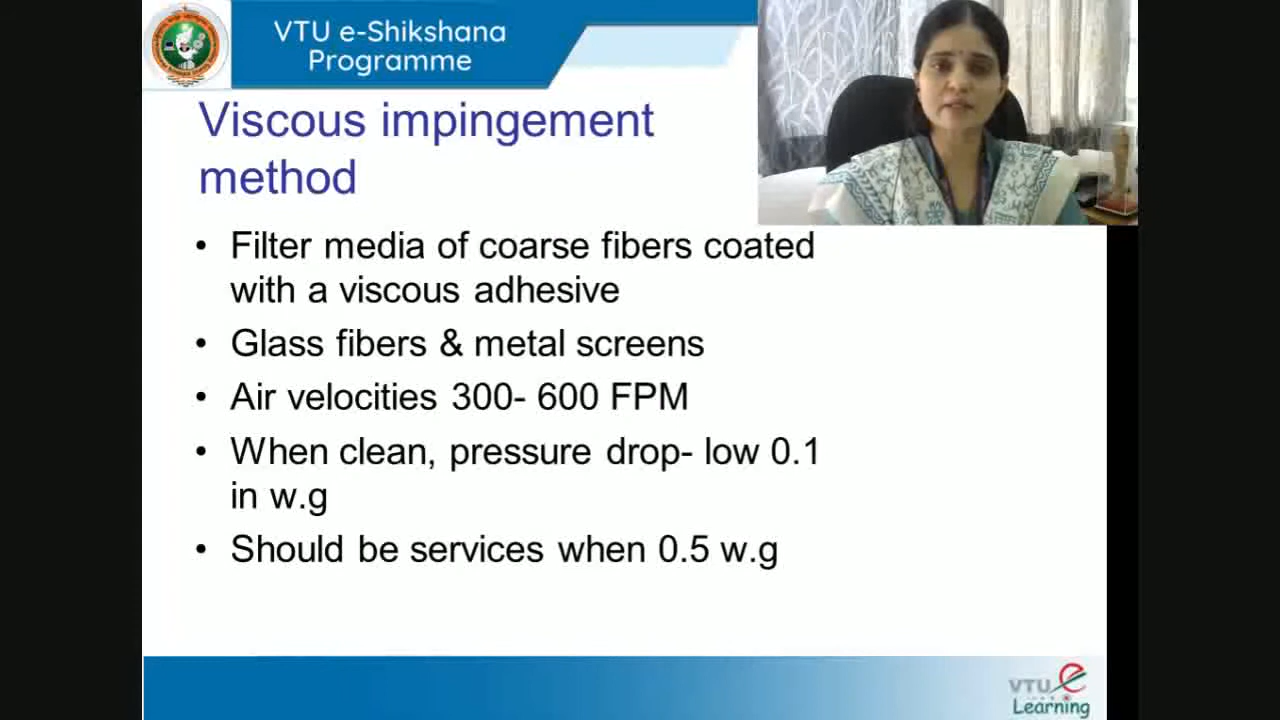 VTU e-Shikshana
Programme
Viscous impingement
method
• Filter media of coarse fibers coated
with a viscous adhesive
• Glass fibers & metal screens
• Air velocities 300- 600 FPM
• When clean, pressure drop- low 0.1
in w.g
• Should be services when 0.5 w.g
VTU e
Learning